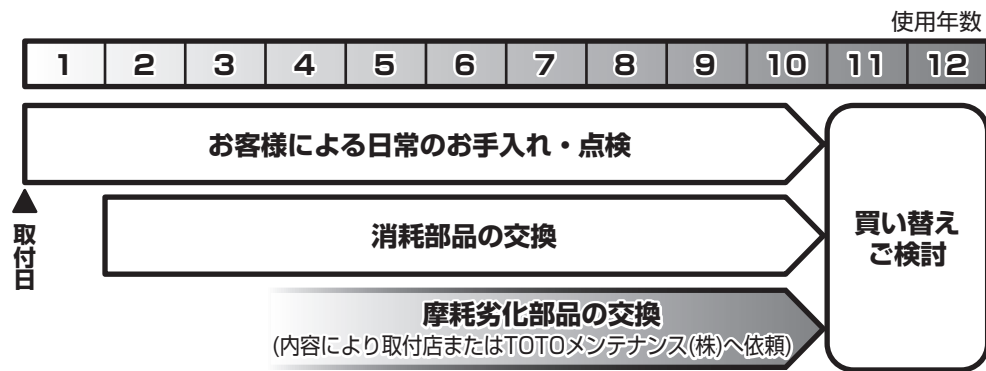 使用年数
1 2 3 4 5 6 7 8 9 10 11 12
お客様による日常のお手入れ・点検
取付日
消耗部品の交換
買い替え
ご検討
摩耗劣化部品の交換
(内容により取付店またはTOTOメンテナンス(株)へ依頼)